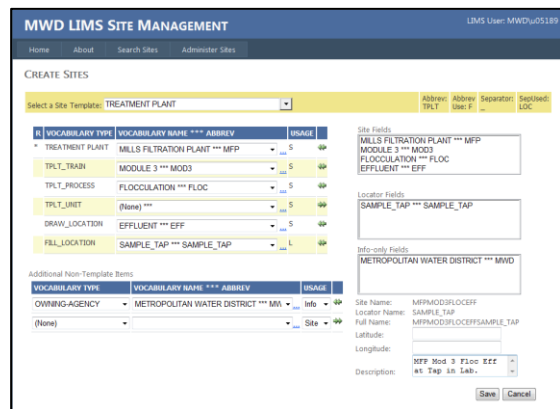 MWD LIMS SITE MANAGEMENT
LIMS User: MWD\u05189
Home About Search Sites Administer Sites
CREATE SITES
Select a Site Template: TREATMENT PLANT
Abbrev: TPLT
Abbrev Use: F
Separator: _
SepUsed: LOC
R VOCABULARY TYPE VOCABULARY NAME *** ABBREV USAGE
* TREATMENT PLANT MILLS FILTRATION PLANT *** MFP ... S
TPLT_TRAIN MODULE 3 *** MOD3 ... S
TPLT_PROCESS FLOCCULATION *** FLOC ... S
TPLT_UNIT (None) *** ... S
DRAW_LOCATION EFFLUENT *** EFF ... S
FILL_LOCATION SAMPLE_TAP *** SAMPLE_TAP ... L
Additional Non-Template Items
VOCABULARY TYPE VOCABULARY NAME *** ABBREV USAGE
OWNING-AGENCY METROPOLITAN WATER DISTRICT *** MW ... Info
(None) ... Site
Site Fields
MILLS FILTRATION PLANT *** MFP
MODULE 3 *** MOD3
FLOCCULATION *** FLOC
EFFLUENT *** EFF
Locator Fields
SAMPLE_TAP *** SAMPLE_TAP
Info-only Fields
METROPOLITAN WATER DISTRICT *** MWD
Site Name: MFPMOD3FLOCEFF
Locator Name: SAMPLE_TAP
Full Name: MFPMOD3FLOCEFFSAMPLE_TAP
Latitude:
Longitude:
Description: MFP Mod 3 Floc Eff
at Tap in Lab.
Save Cancel